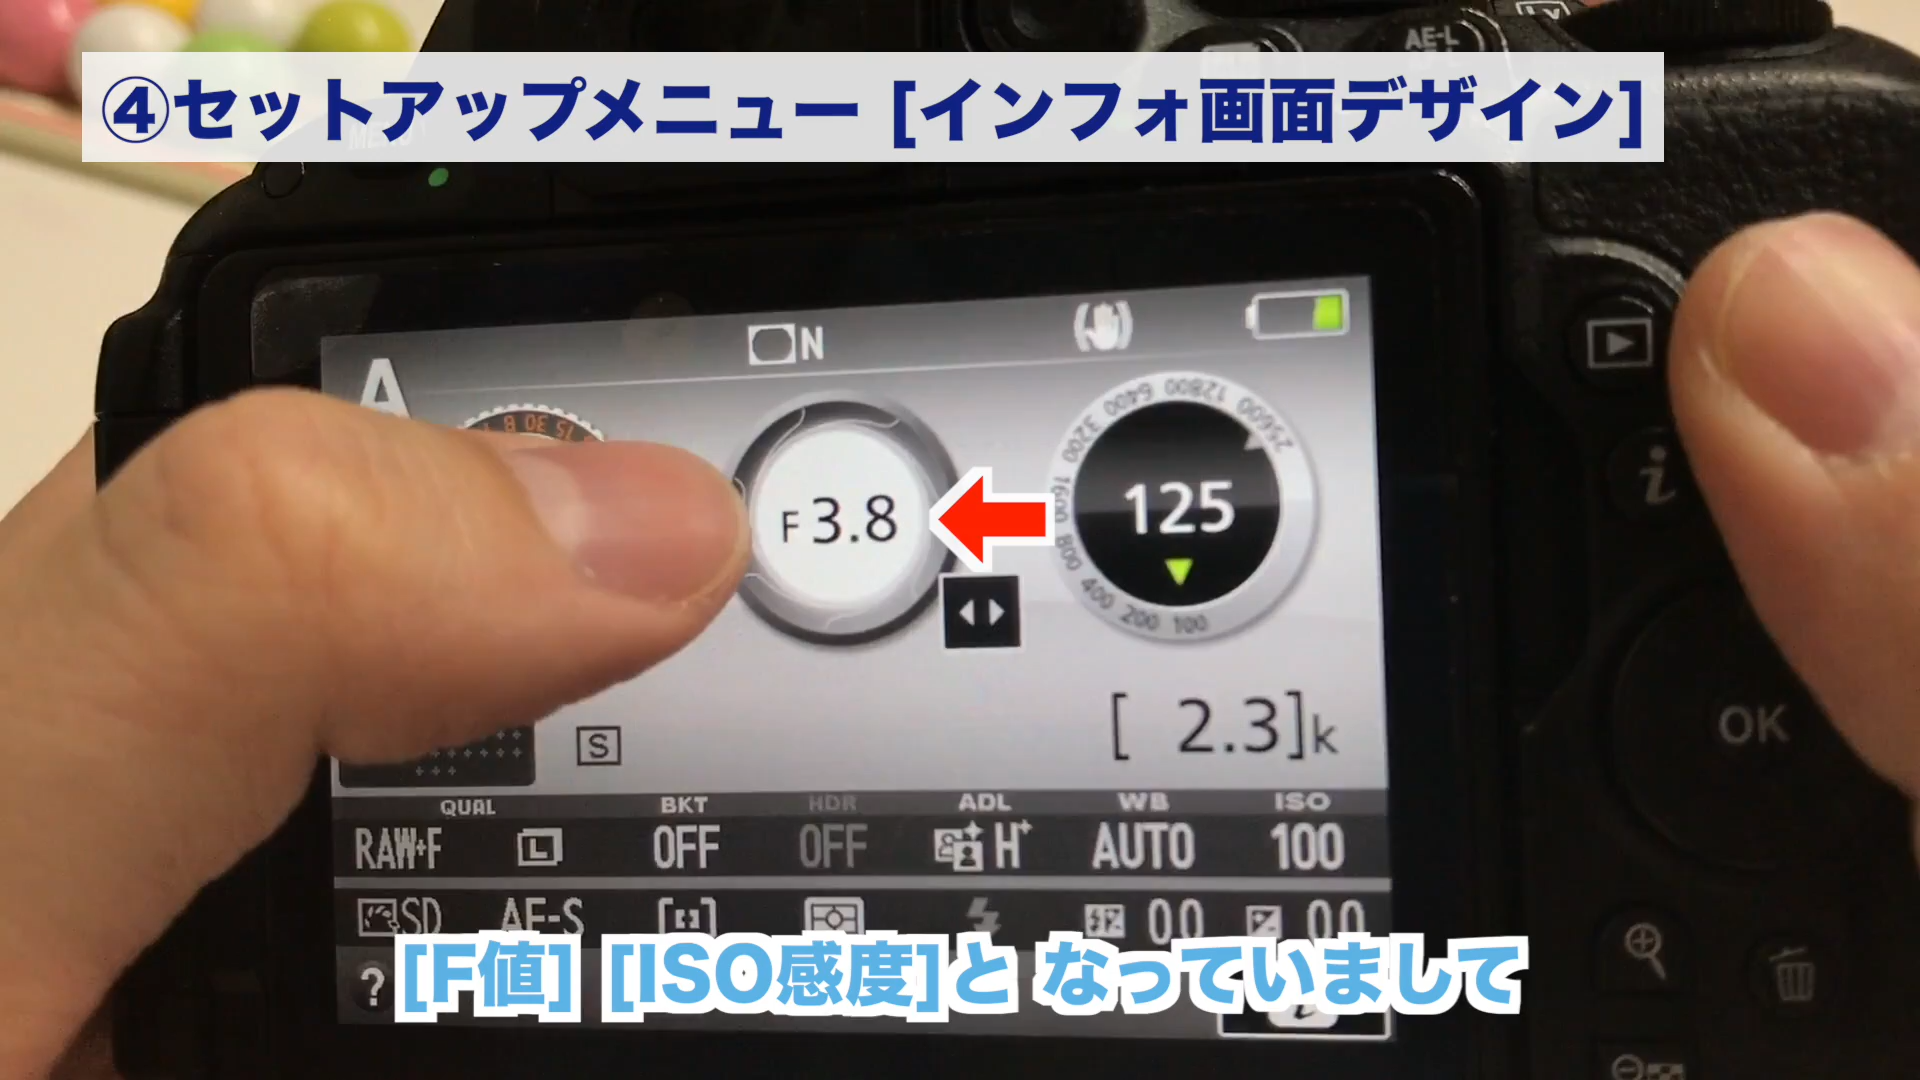 AE-L
Lv
④セットアップメニュー [インフォ画面デザイン]
MENU
A
N
F 3.8
125
25600
12800
6400
3200
1600
800
400
200
100
i
OK
S
[ 2.3]k
QUAL BKT HDR ADL WB ISO
RAW+F L OFF OFF H+ AUTO 100
SD AF-S 0.0 0.0
?
[F値] [ISO感度]と なっていまして
i